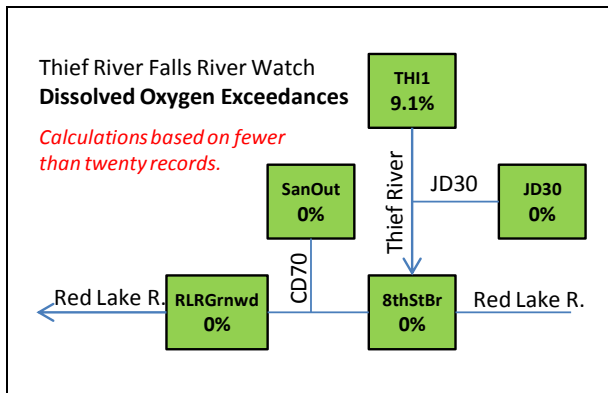 Thief River Falls River Watch
Dissolved Oxygen Exceedances
Calculations based on fewer
than twenty records.
THI1
9.1%
Thief River
JD30
JD30
0%
SanOut
0%
CD70
Red Lake R.
RLRGrnwd
0%
8thStBr
0%
Red Lake R.